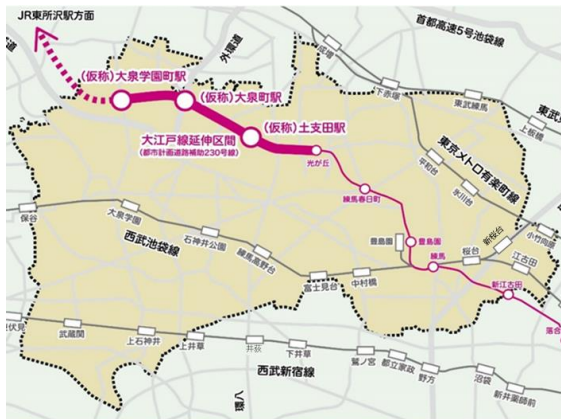 JR東所沢駅方面
外環道
首都高速5号池袋線
成増
下赤塚
東武練馬
上板橋
東武
(仮称)大泉学園町駅
(仮称)大泉町駅
(仮称)土支田駅
大江戸線延伸区間
(都市計画道路補助230号線)
光が丘
東京メトロ有楽町線
平和台
氷川台
小竹向原
練馬春日町
豊島園
豊島園
練馬
桜台
新桜台
江古田
新江古田
落合
保谷
大泉学園
石神井公園
西武池袋線
練馬高野台
富士見台
中村橋
伏見
武蔵関
上石神井
上井草
井荻
下井草
鷺ノ宮
都立家政
野方
沼袋
新井薬師前
西武新宿線
環八